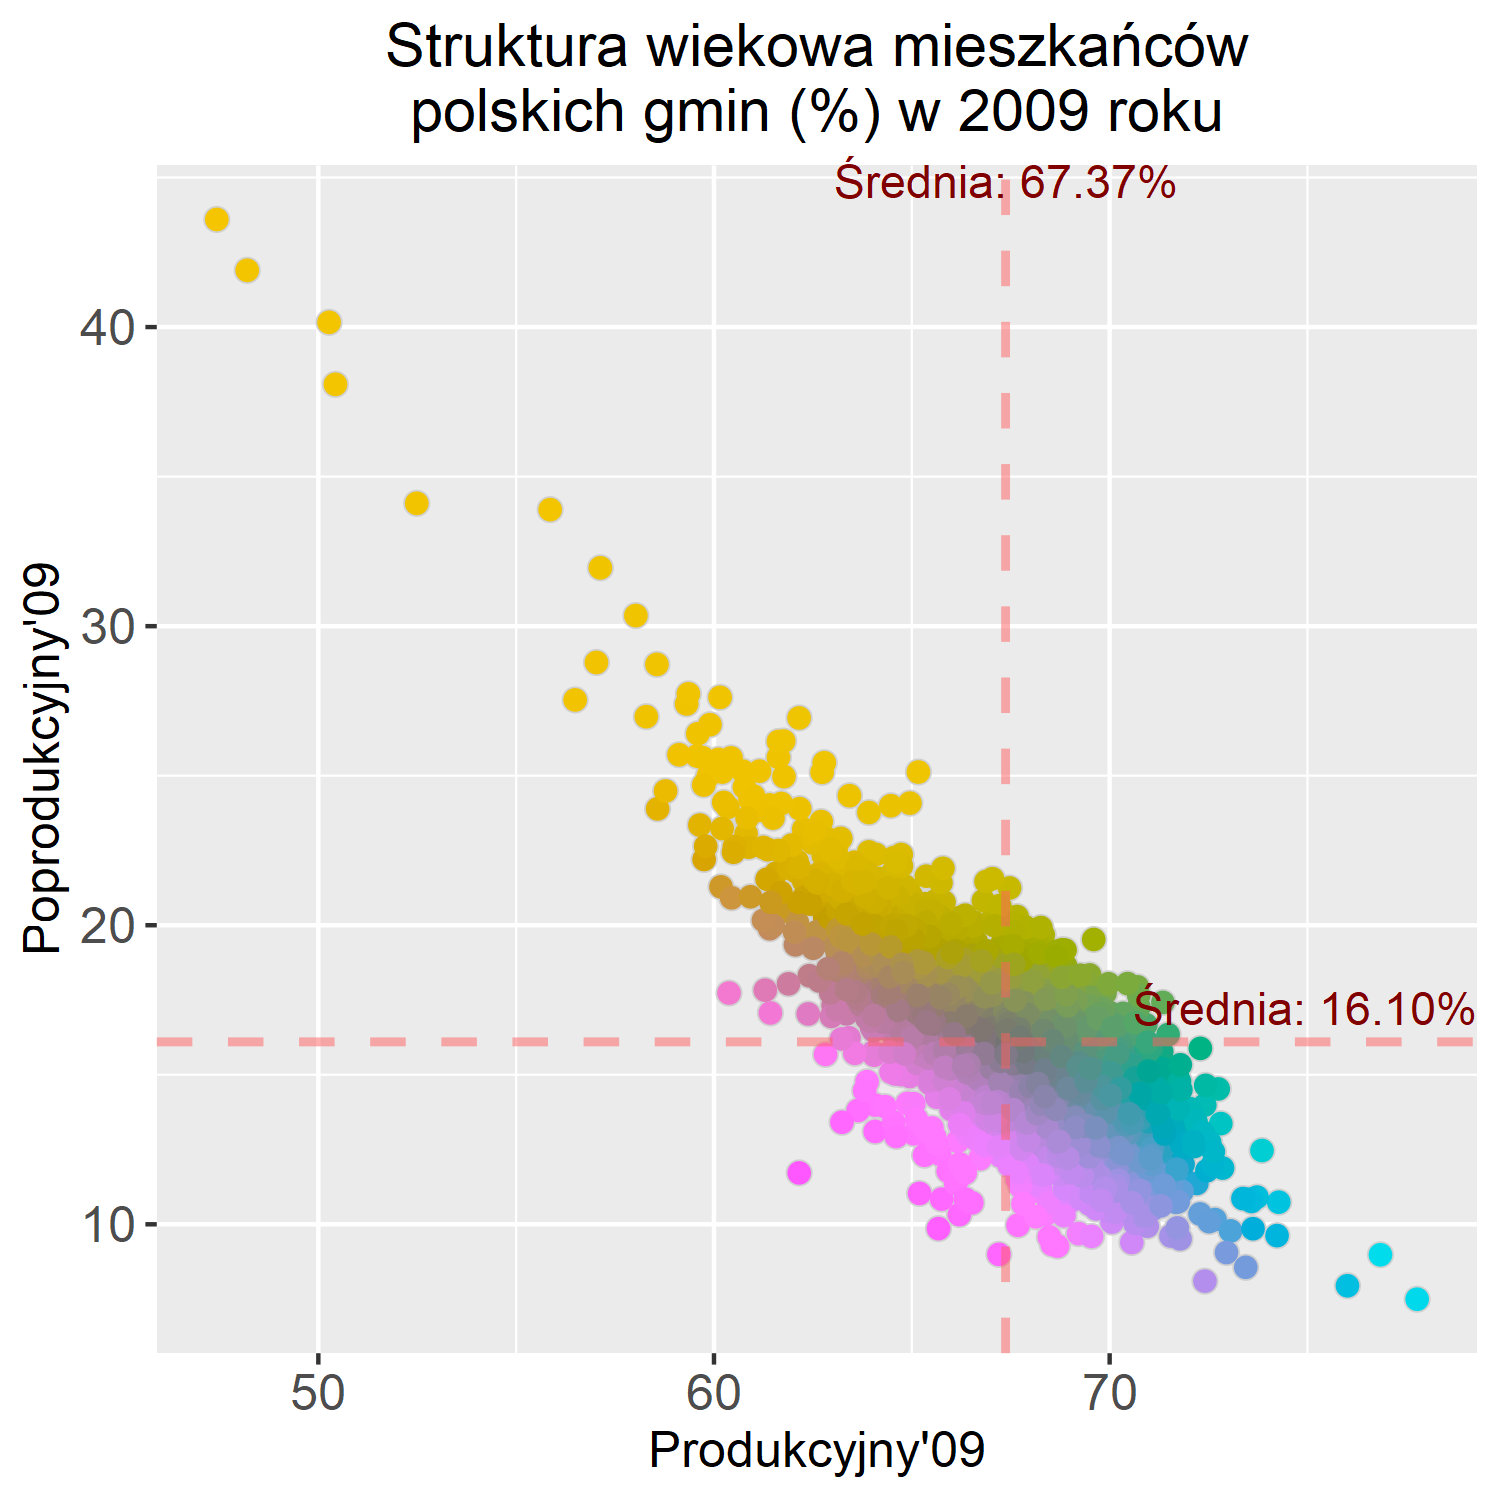 Struktura wiekowa mieszkańców
polskich gmin (%) w 2009 roku
Średnia: 67.37%
40
30
20
10
Poprodukcyjny'09
Średnia: 16.10%
50
60
70
Produkcyjny'09